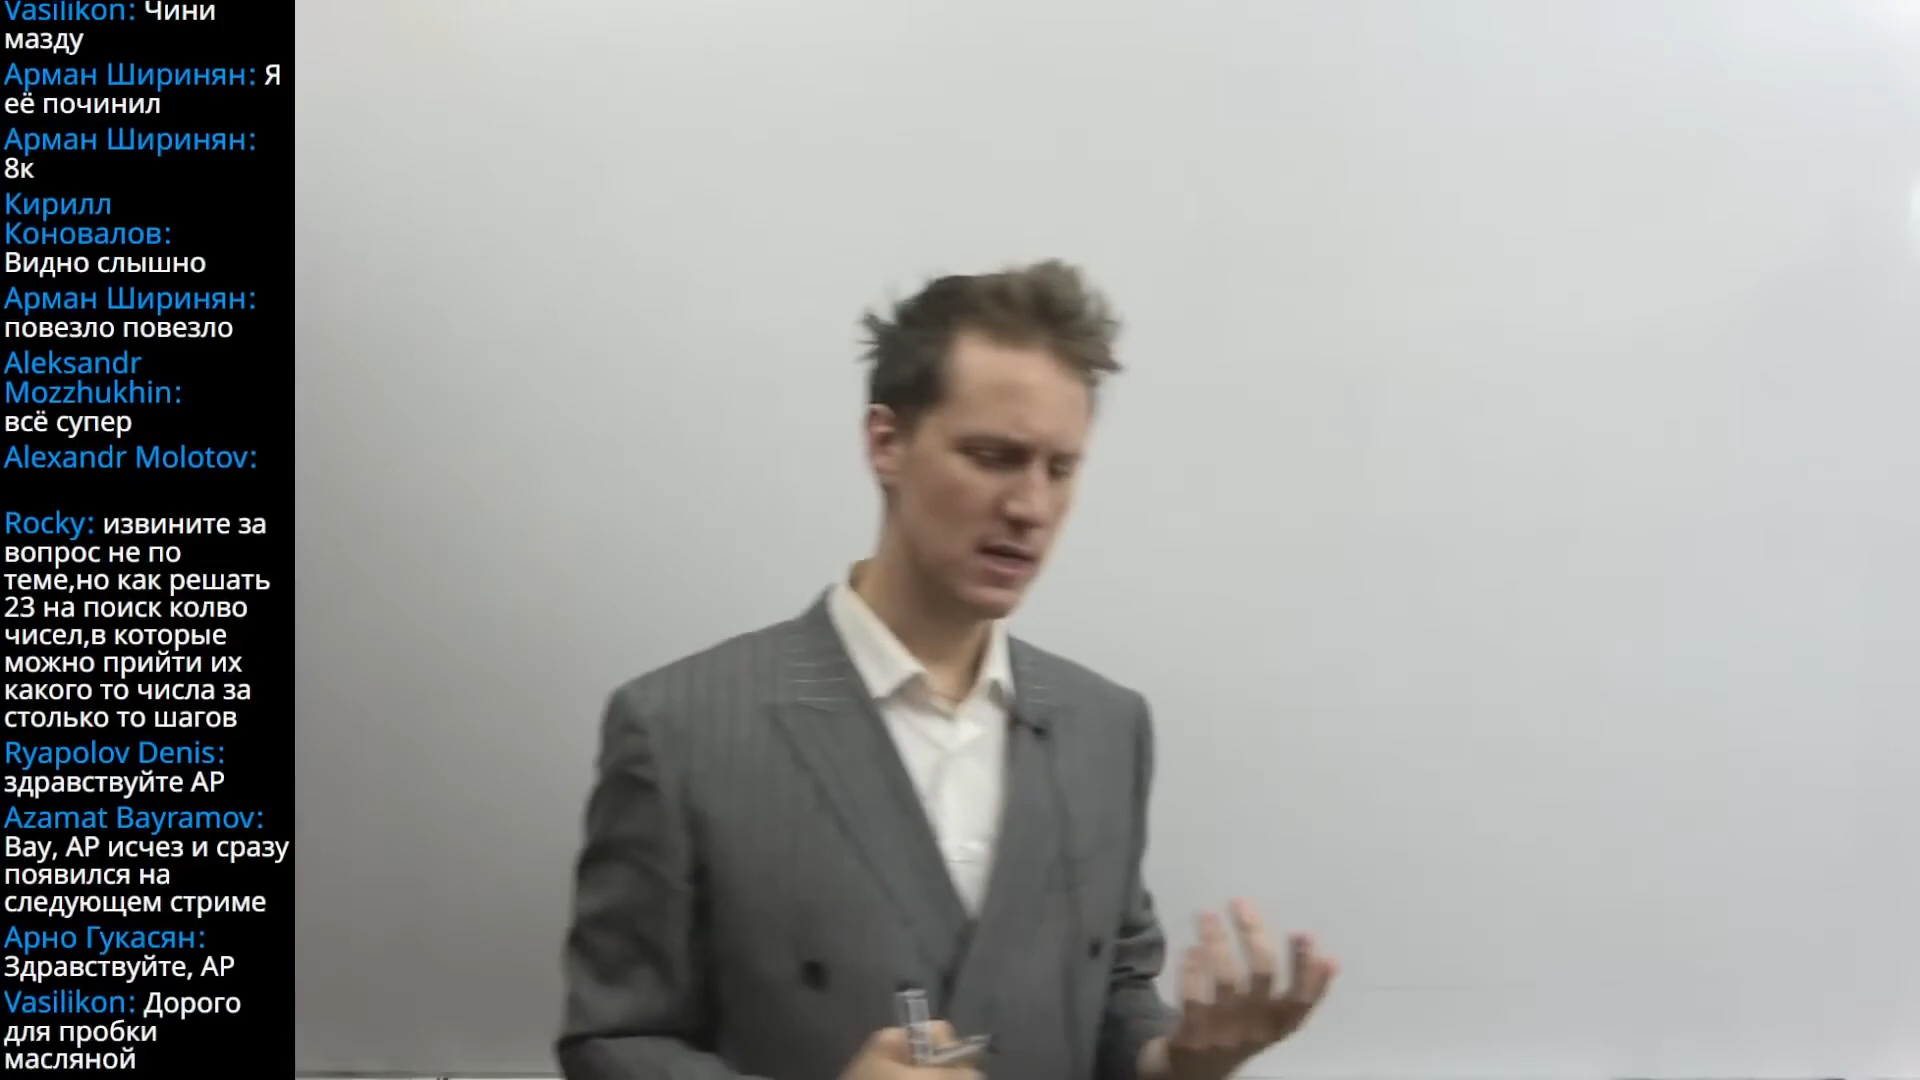 Vasilikon: Чини
мазду
Арман Ширинян: Я
её починил
Арман Ширинян:
8к
Кирилл
Коновалов:
Видно слышно
Арман Ширинян:
повезло повезло
Aleksandr
Mozzhukhin:
всё супер
Alexandr Molotov:
Rocky: извините за
вопрос не по
теме,но как решать
23 на поиск колво
чисел,в которые
можно прийти их
какого то числа за
столько то шагов
Ryapolov Denis:
здравствуйте АР
Azamat Bayramov:
Вау, АР исчез и сразу
появился на
следующем стриме
Арно Гукасян:
Здравствуйте, АР
Vasilikon: Дорого
для пробки
масляной